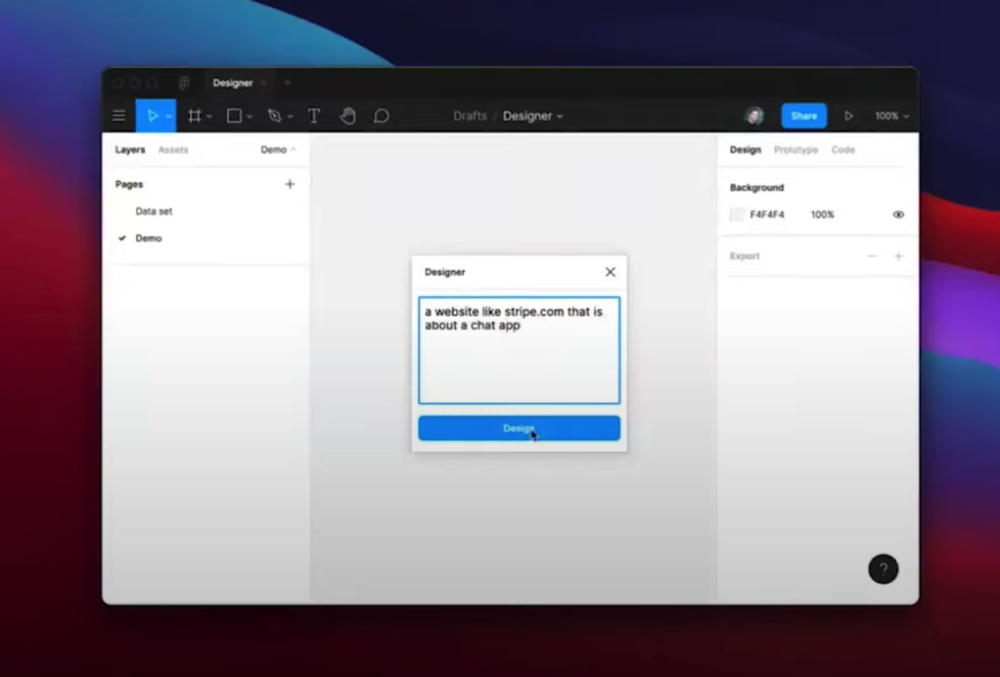 Designer
Drafts / Designer
Share
100%
Layers Assets Demo
Pages
Data set
Demo
Designer
a website like stripe.com that is
about a chat app
Design
Design Prototype Code
Background
F4F4F4 100%
Export
?